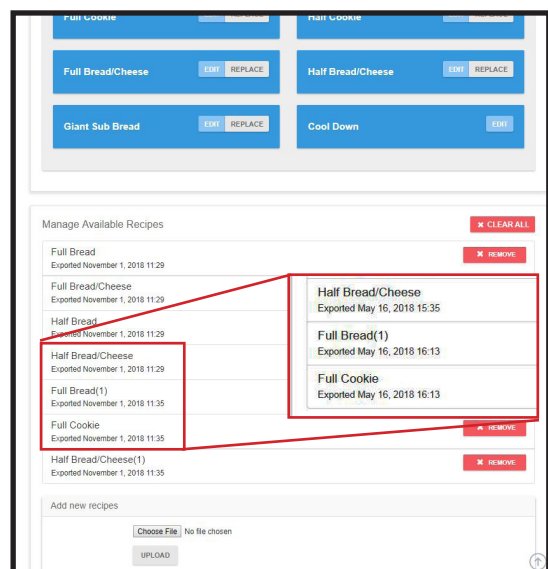 Full Cookie
Half Cookie
Full Bread/Cheese EDIT REPLACE
Half Bread/Cheese EDIT REPLACE
Giant Sub Bread EDIT REPLACE
Cool Down EDIT
Manage Available Recipes
✖ CLEAR ALL
Full Bread
Exported November 1, 2018 11:29
✖ REMOVE
Full Bread/Cheese
Exported November 1, 2018 11:29
Half Bread
Exported November 1, 2018 11:29
Half Bread/Cheese
Exported November 1, 2018 11:29
Full Bread(1)
Exported November 1, 2018 11:35
Full Cookie
Exported November 1, 2018 11:35
✖ REMOVE
Half Bread/Cheese(1)
Exported November 1, 2018 11:35
✖ REMOVE
Half Bread/Cheese
Exported May 16, 2018 15:35
Full Bread(1)
Exported May 16, 2018 16:13
Full Cookie
Exported May 16, 2018 16:13
Add new recipes
Choose File No file chosen
UPLOAD